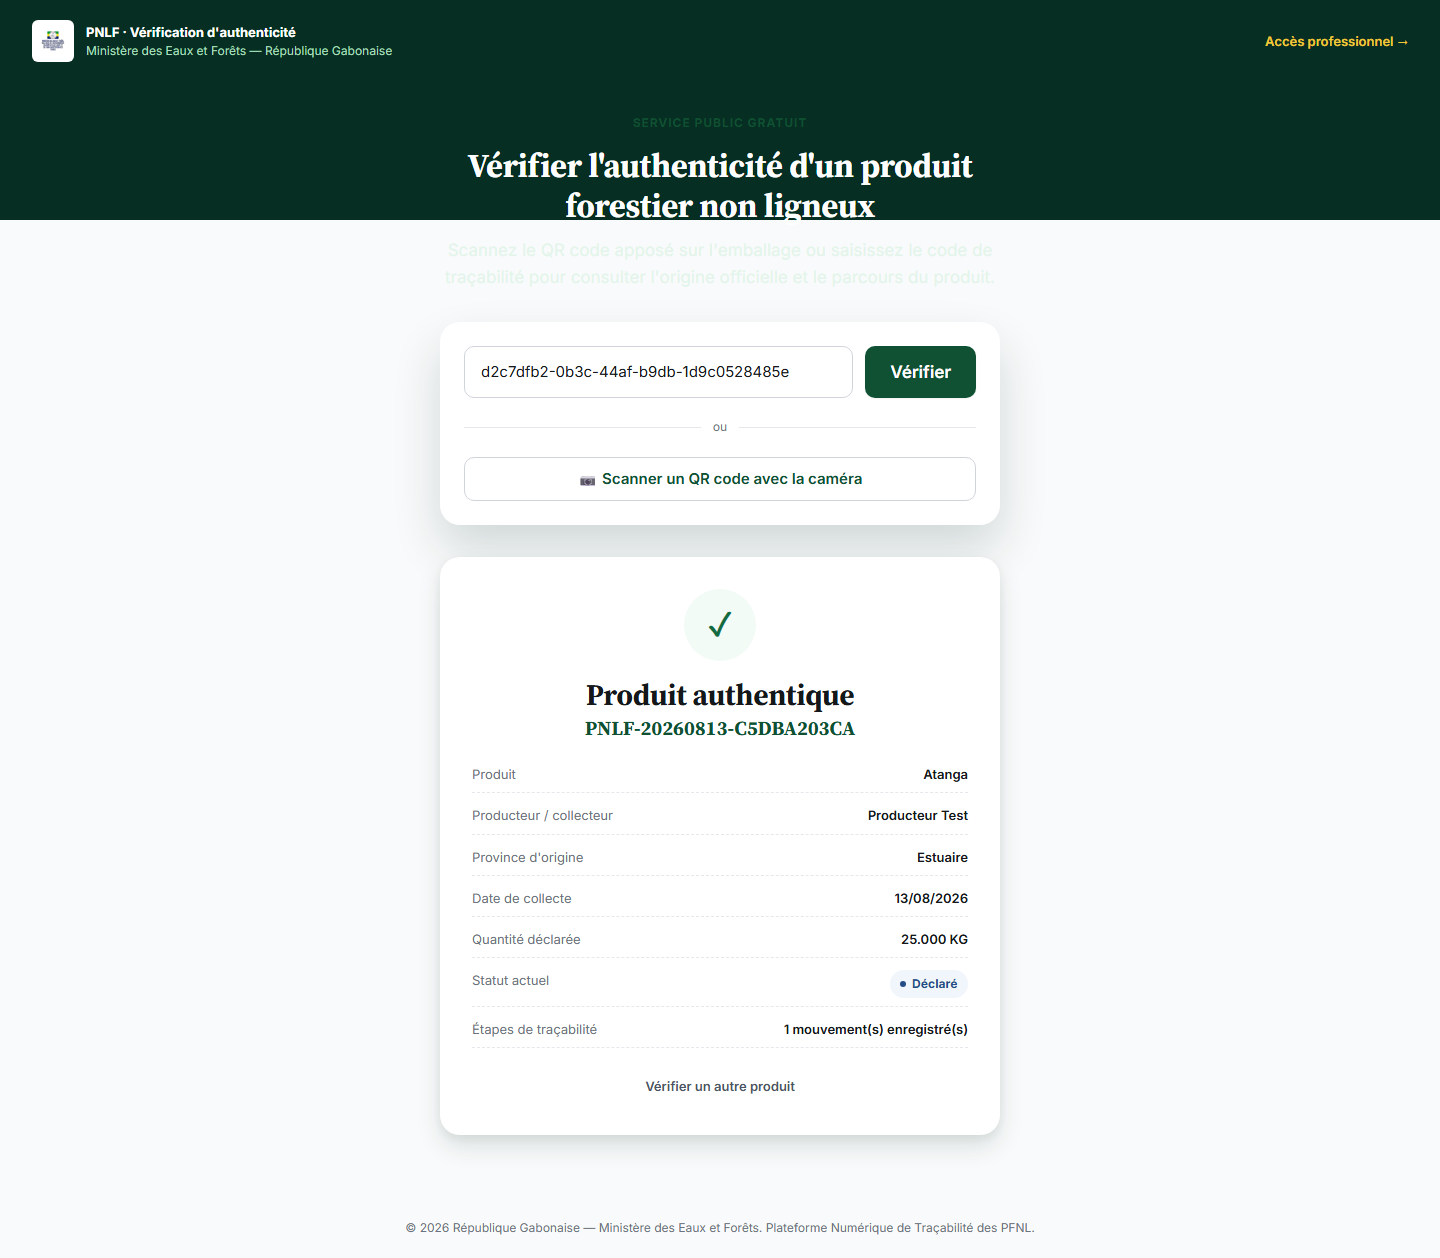 PNLF · Vérification d'authenticité
Ministère des Eaux et Forêts — République Gabonaise
Accès professionnel →
SERVICE PUBLIC GRATUIT
Vérifier l'authenticité d'un produit
forestier non ligneux
Scannez le QR code apposé sur l'emballage ou saisissez le code de
traçabilité pour consulter l'origine officielle et le parcours du produit.
d2c7dfb2-0b3c-44af-b9db-1d9c0528485e
Vérifier
ou
Scanner un QR code avec la caméra
Produit authentique
PNLF-20260813-C5DBA203CA
Produit
Atanga
Producteur / collecteur
Producteur Test
Province d'origine
Estuaire
Date de collecte
13/08/2026
Quantité déclarée
25.000 KG
Statut actuel
Déclaré
Étapes de traçabilité
1 mouvement(s) enregistré(s)
Vérifier un autre produit
© 2026 République Gabonaise — Ministère des Eaux et Forêts. Plateforme Numérique de Traçabilité des PFNL.